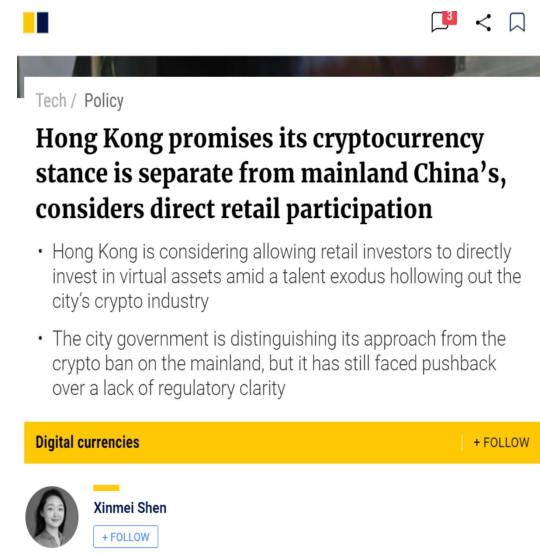 3
Tech / Policy
Hong Kong promises its cryptocurrency
stance is separate from mainland China’s,
considers direct retail participation
• Hong Kong is considering allowing retail investors to directly
invest in virtual assets amid a talent exodus hollowing out the
city’s crypto industry
• The city government is distinguishing its approach from the
crypto ban on the mainland, but it has still faced pushback
over a lack of regulatory clarity
Digital currencies + FOLLOW
Xinmei Shen
+ FOLLOW